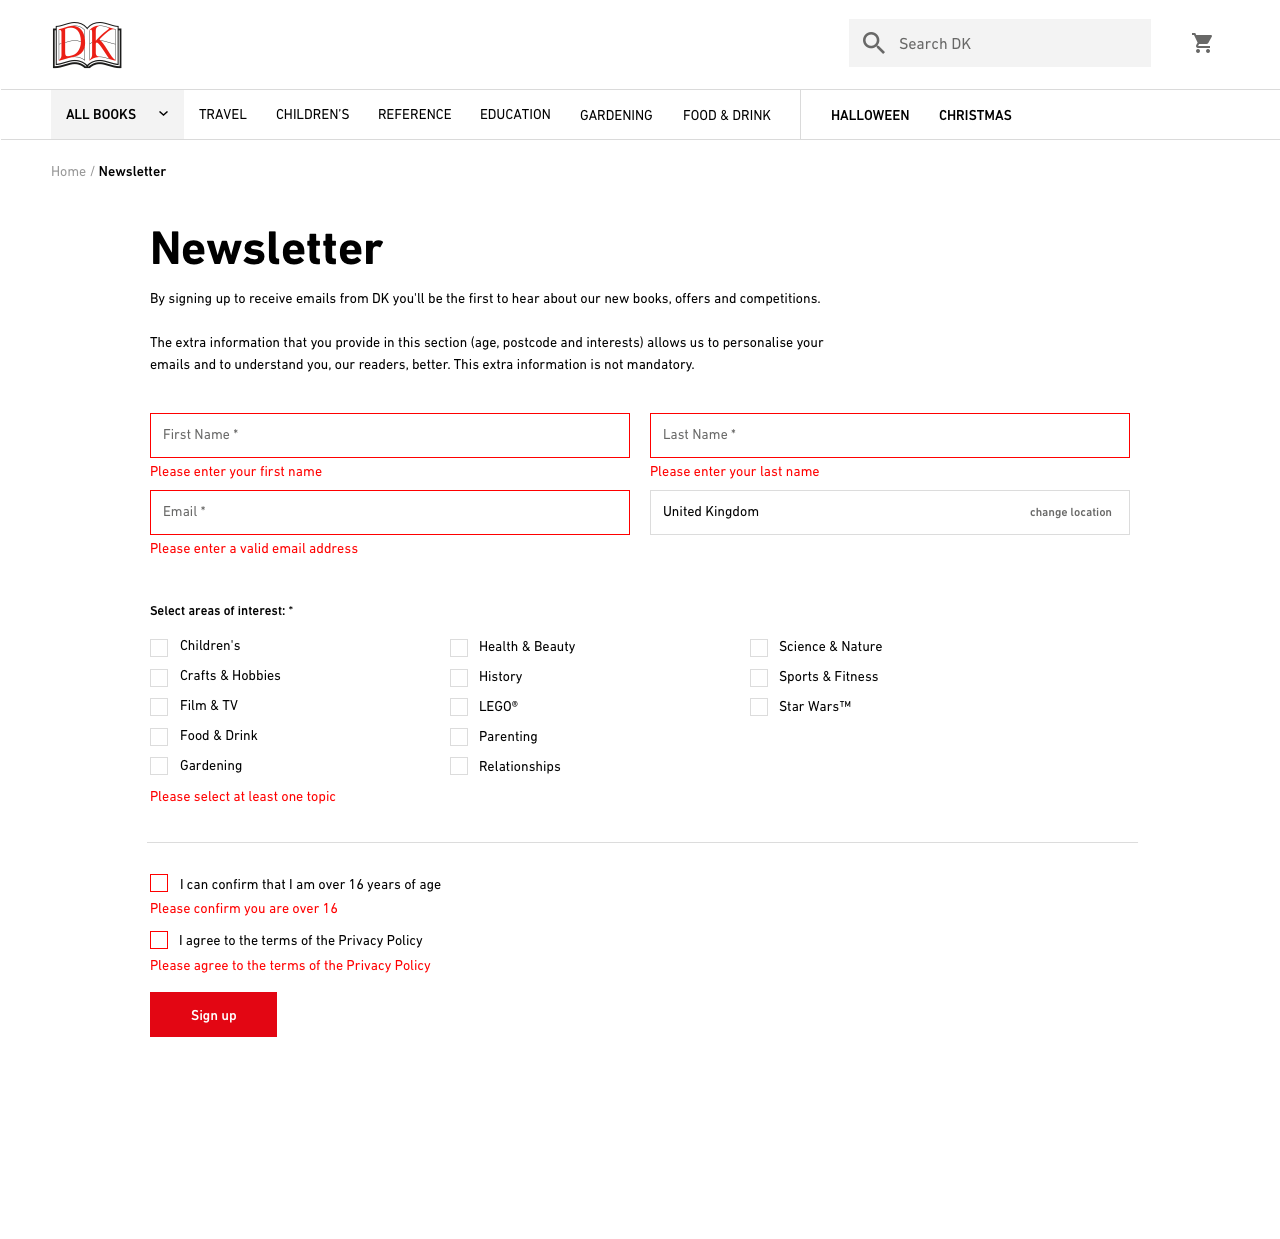 DK
Search DK
ALL BOOKS TRAVEL CHILDREN'S REFERENCE EDUCATION GARDENING FOOD & DRINK HALLOWEEN CHRISTMAS
Home / Newsletter
Newsletter
By signing up to receive emails from DK you'll be the first to hear about our new books, offers and competitions.
The extra information that you provide in this section (age, postcode and interests) allows us to personalise your
emails and to understand you, our readers, better. This extra information is not mandatory.
First Name * Last Name *
Please enter your first name Please enter your last name
Email * United Kingdom change location
Please enter a valid email address
Select areas of interest: *
Children's Health & Beauty Science & Nature
Crafts & Hobbies History Sports & Fitness
Film & TV LEGO® Star Wars™
Food & Drink Parenting
Gardening Relationships
Please select at least one topic
I can confirm that I am over 16 years of age
Please confirm you are over 16
I agree to the terms of the Privacy Policy
Please agree to the terms of the Privacy Policy
Sign up